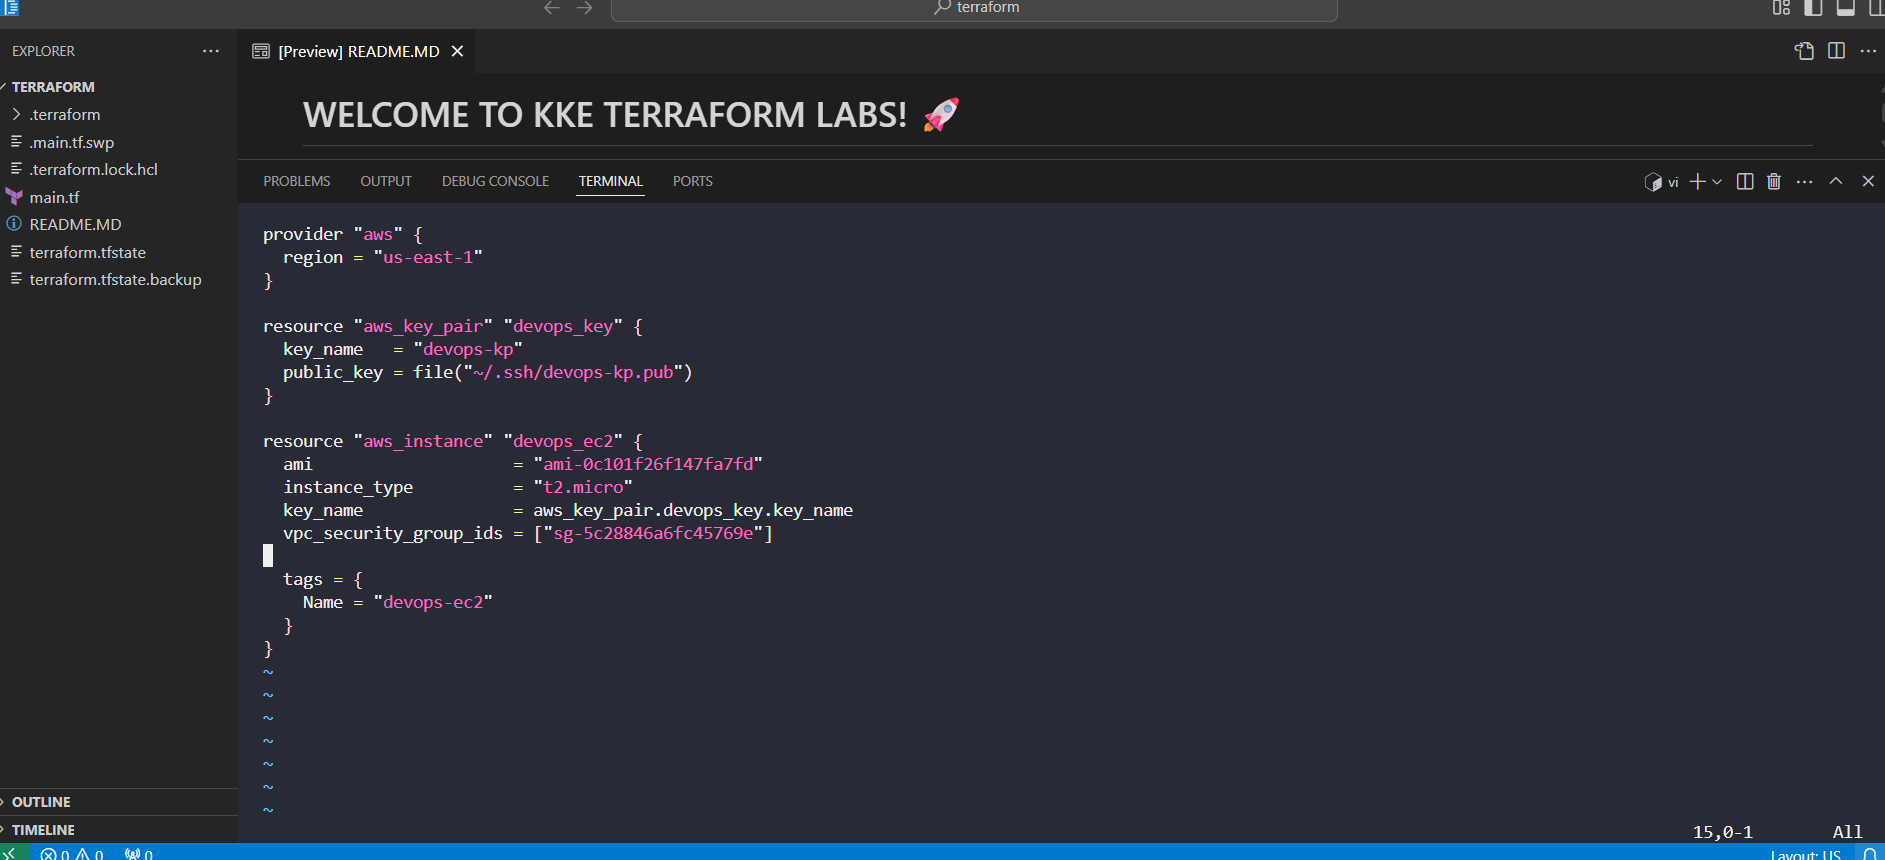 terraform
EXPLORER
[Preview] README.MD
TERRAFORM
.terraform
.main.tf.swp
.terraform.lock.hcl
main.tf
README.MD
terraform.tfstate
terraform.tfstate.backup
OUTLINE
TIMELINE
WELCOME TO KKE TERRAFORM LABS! 🚀
PROBLEMS OUTPUT DEBUG CONSOLE TERMINAL PORTS
vi
provider "aws" {
  region = "us-east-1"
}
resource "aws_key_pair" "devops_key" {
  key_name   = "devops-kp"
  public_key = file("~/.ssh/devops-kp.pub")
}
resource "aws_instance" "devops_ec2" {
  ami                    = "ami-0c101f26f147fa7fd"
  instance_type          = "t2.micro"
  key_name               = aws_key_pair.devops_key.key_name
  vpc_security_group_ids = ["sg-5c28846a6fc45769e"]
  tags = {
    Name = "devops-ec2"
  }
}
~
~
~
~
~
~
~
15,0-1 All
0 0 0
Layout: US